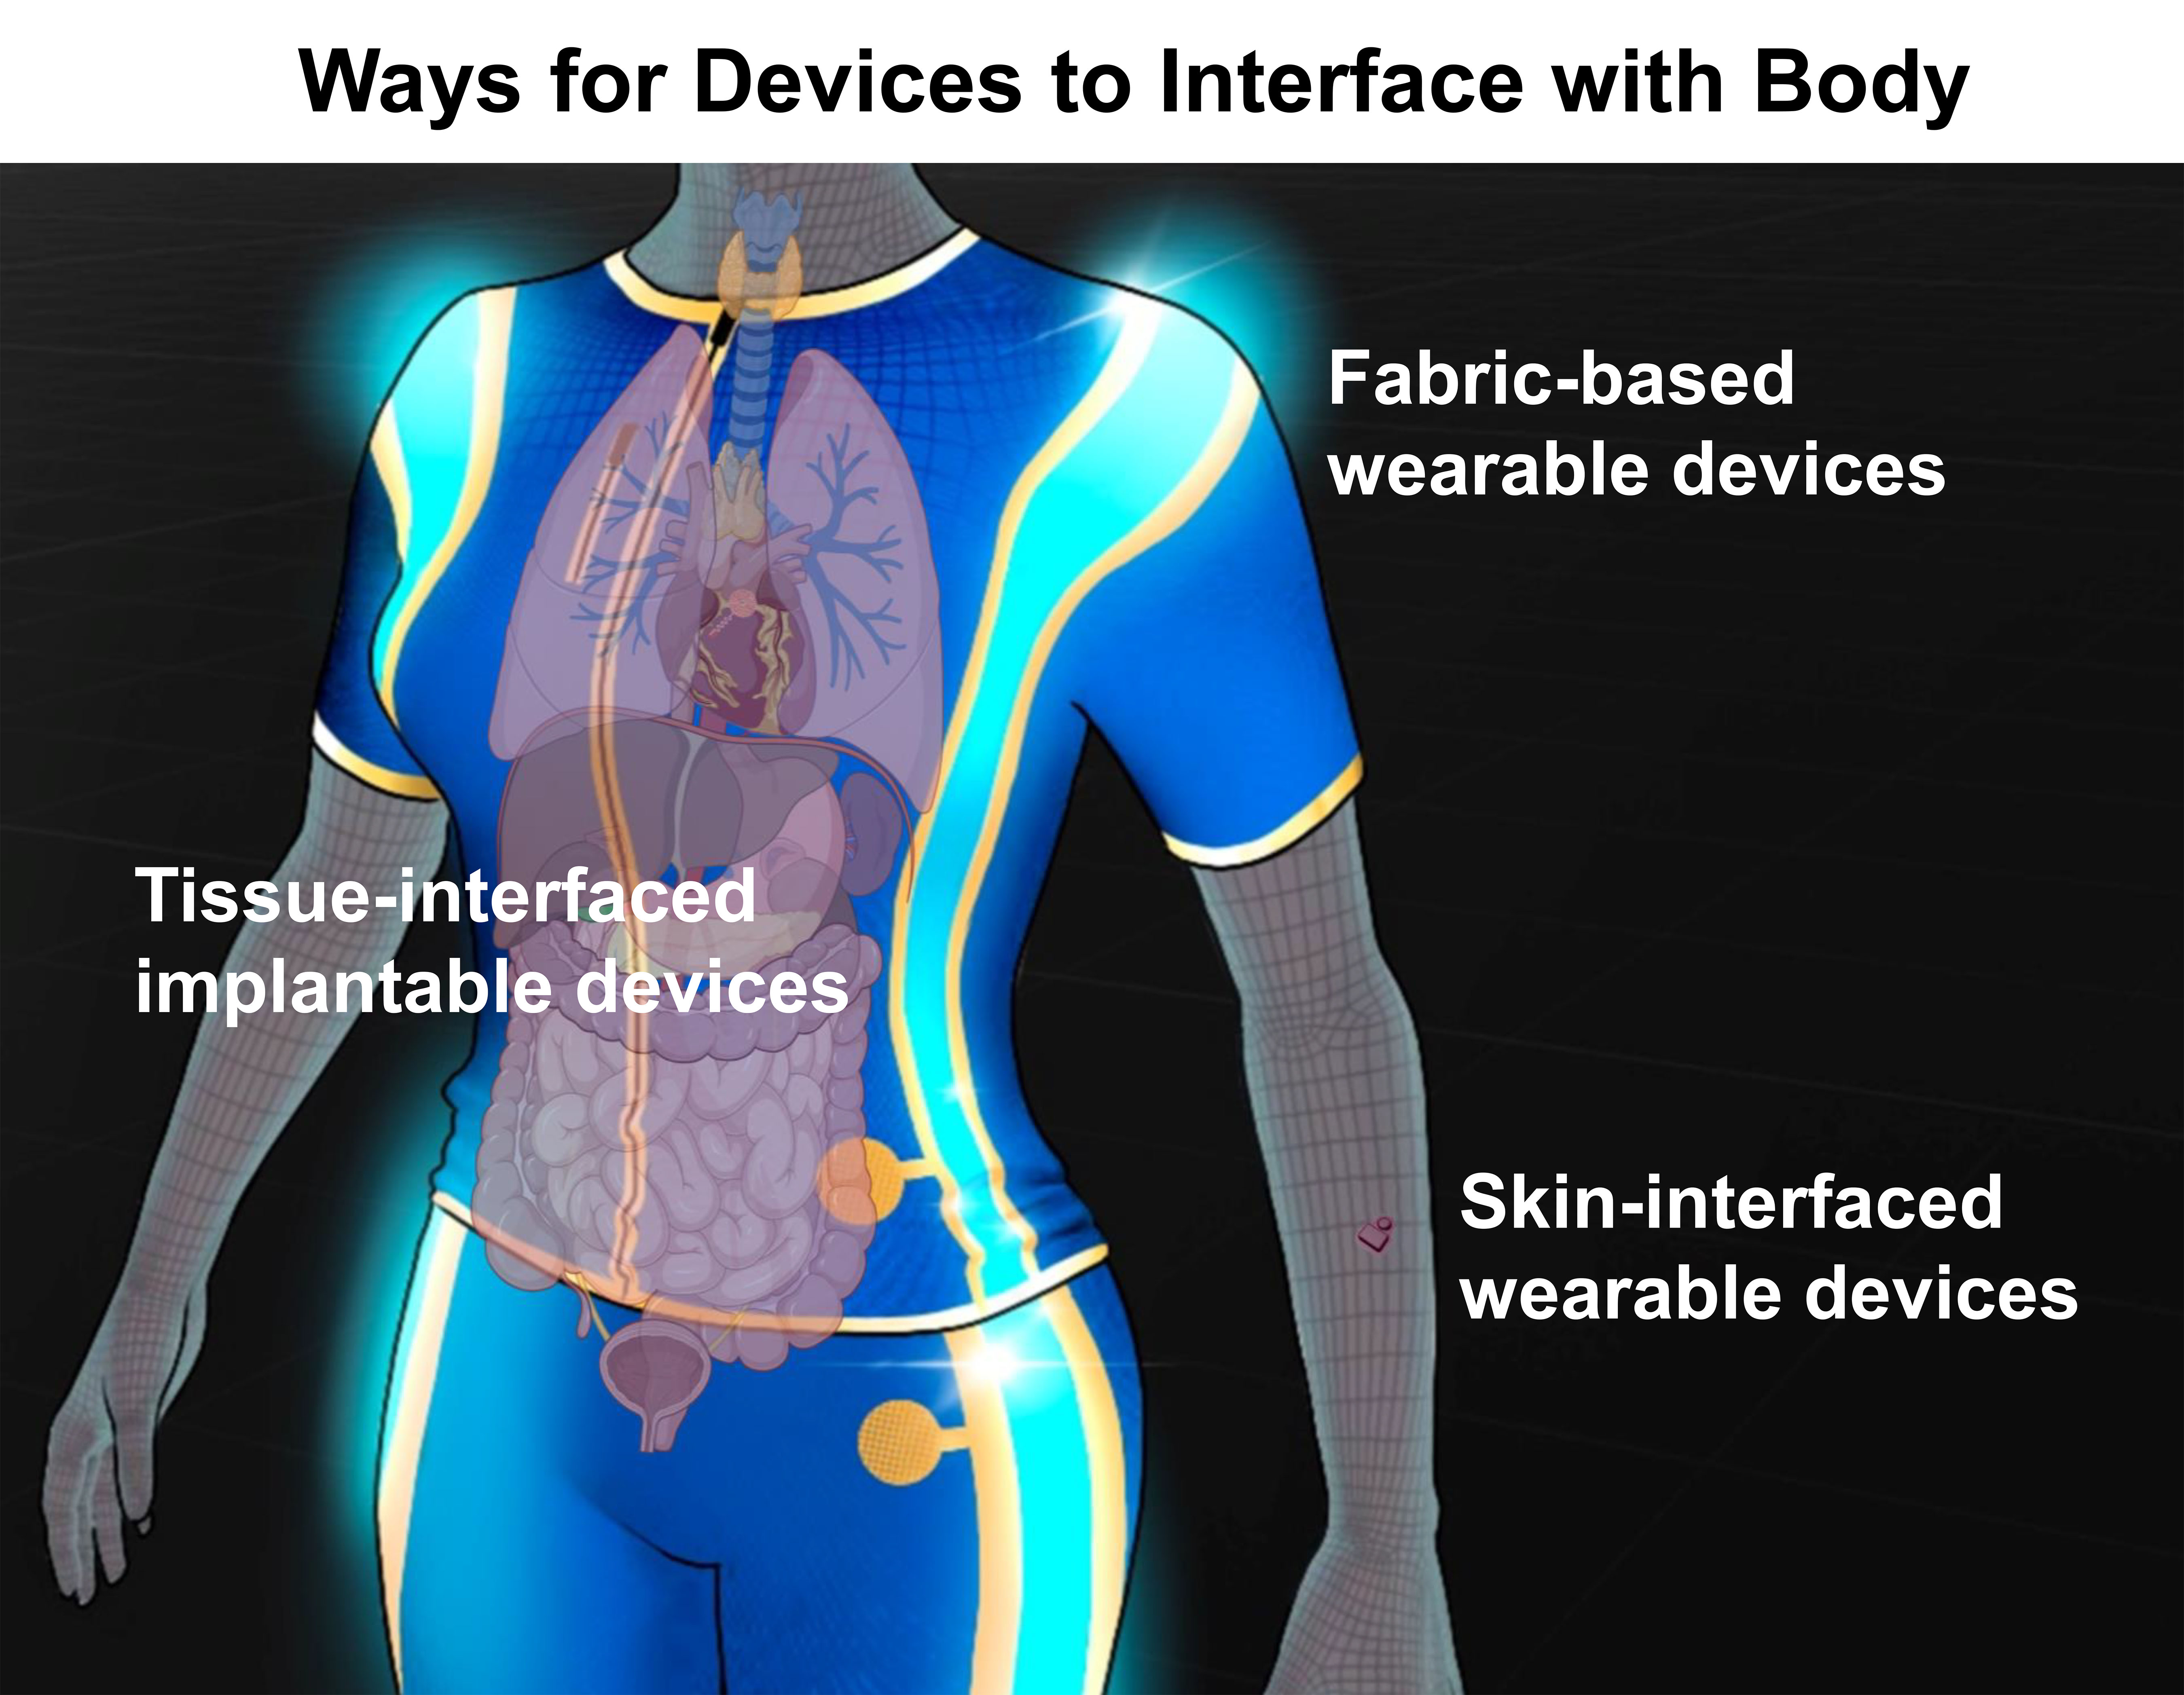 Ways for Devices to Interface with Body
Fabric-based
wearable devices
Tissue-interfaced
implantable devices
Skin-interfaced
wearable devices